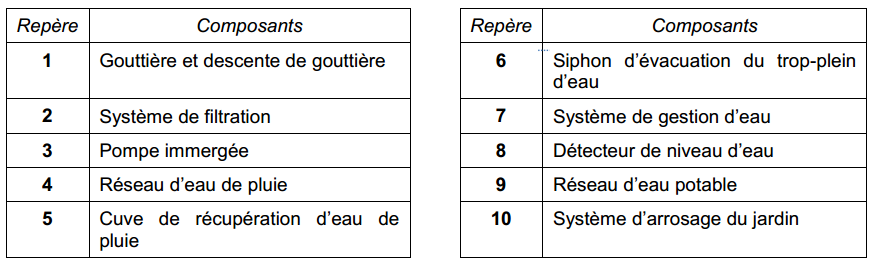 Repère Composants
1 Gouttière et descente de gouttière
2 Système de filtration
3 Pompe immergée
4 Réseau d’eau de pluie
5 Cuve de récupération d’eau de
pluie
Repère Composants
6 Siphon d’évacuation du trop-plein
d’eau
7 Système de gestion d’eau
8 Détecteur de niveau d’eau
9 Réseau d’eau potable
10 Système d’arrosage du jardin